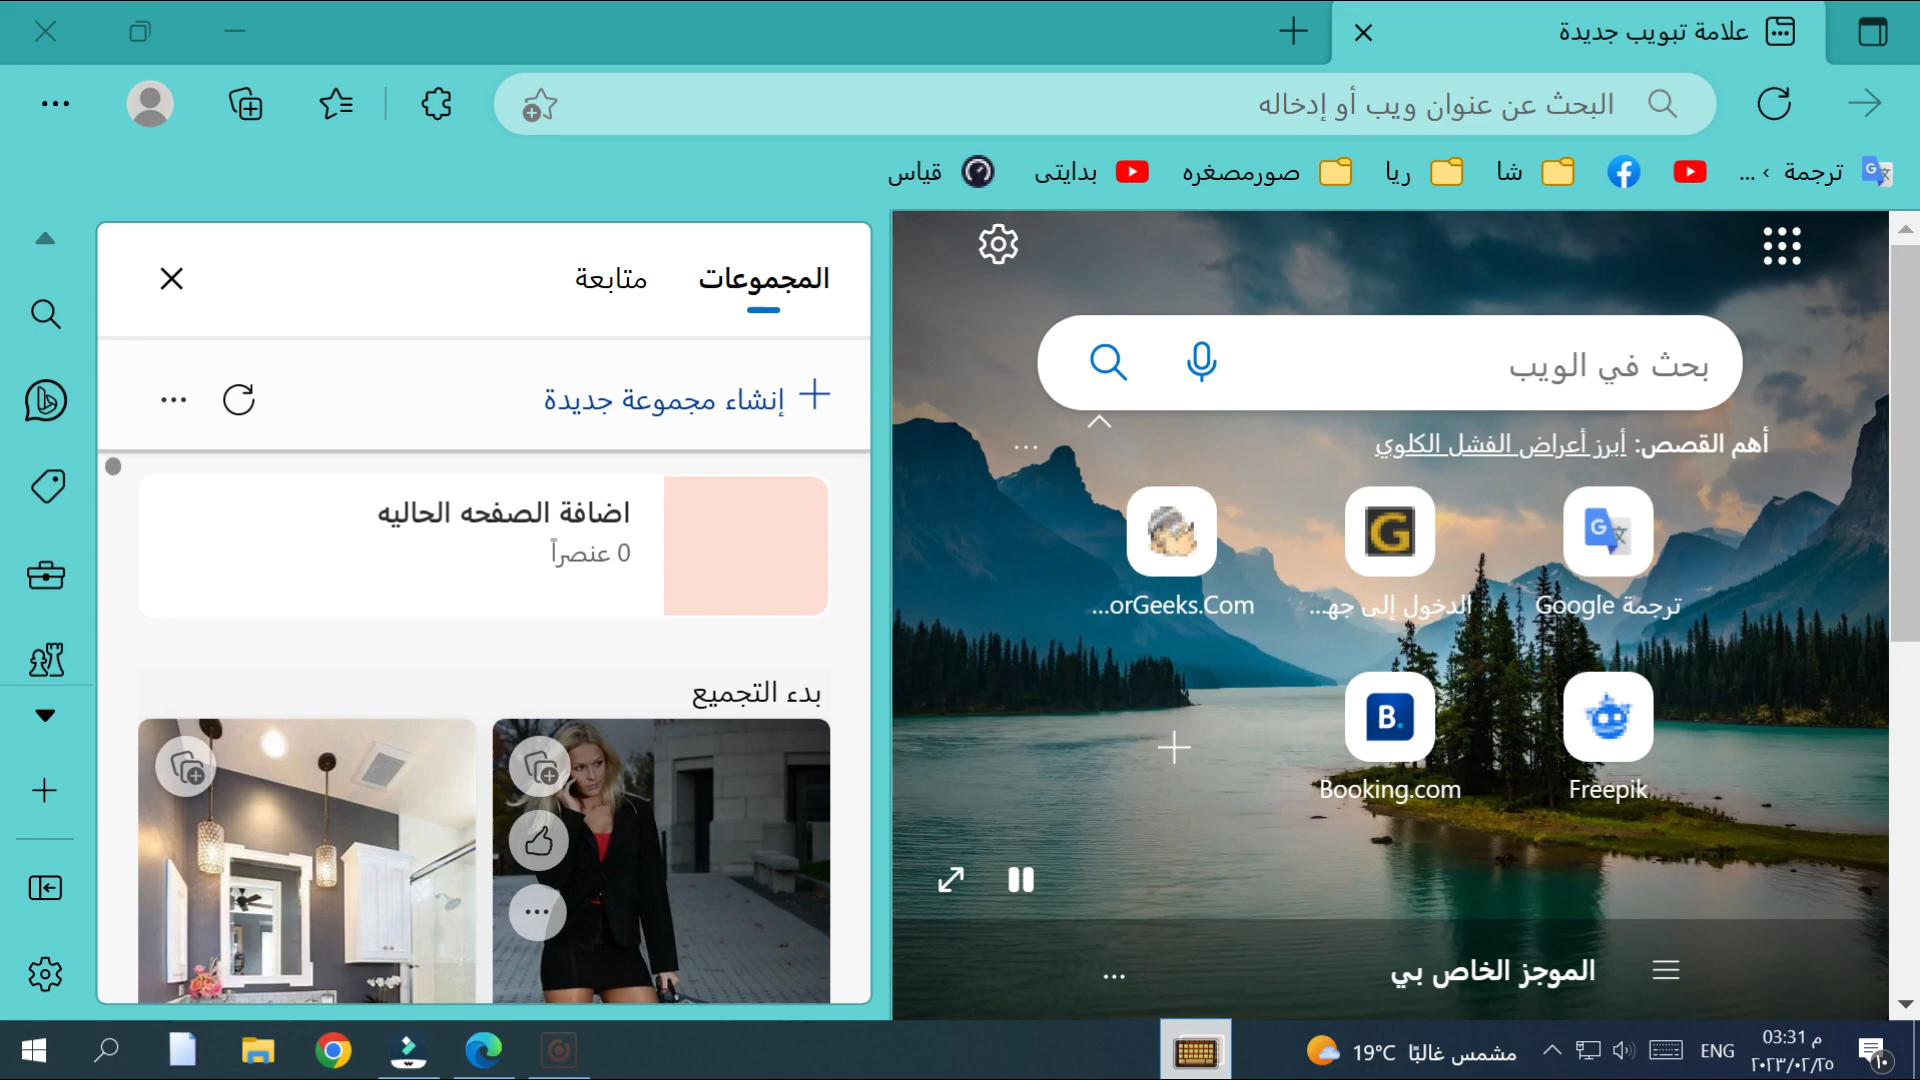 علامة تبويب جديدة
البحث عن عنوان ويب أو إدخاله
ترجمة › ...
شا
ريا
صورمصغره
بدايتى
قياس
المجموعات
متابعة
إنشاء مجموعة جديدة
اضافة الصفحه الحاليه
0 عنصراً
بدء التجميع
بحث في الويب
أهم القصص: أبرز أعراض الفشل الكلوي
ترجمة Google
الدخول إلى جه...
...orGeeks.Com
Freepik
B.
Booking.com
الموجز الخاص بي
19°C مشمس غالبًا
ENG
03:31 م
٢٠٢٣/٠٢/٢٥
١٠